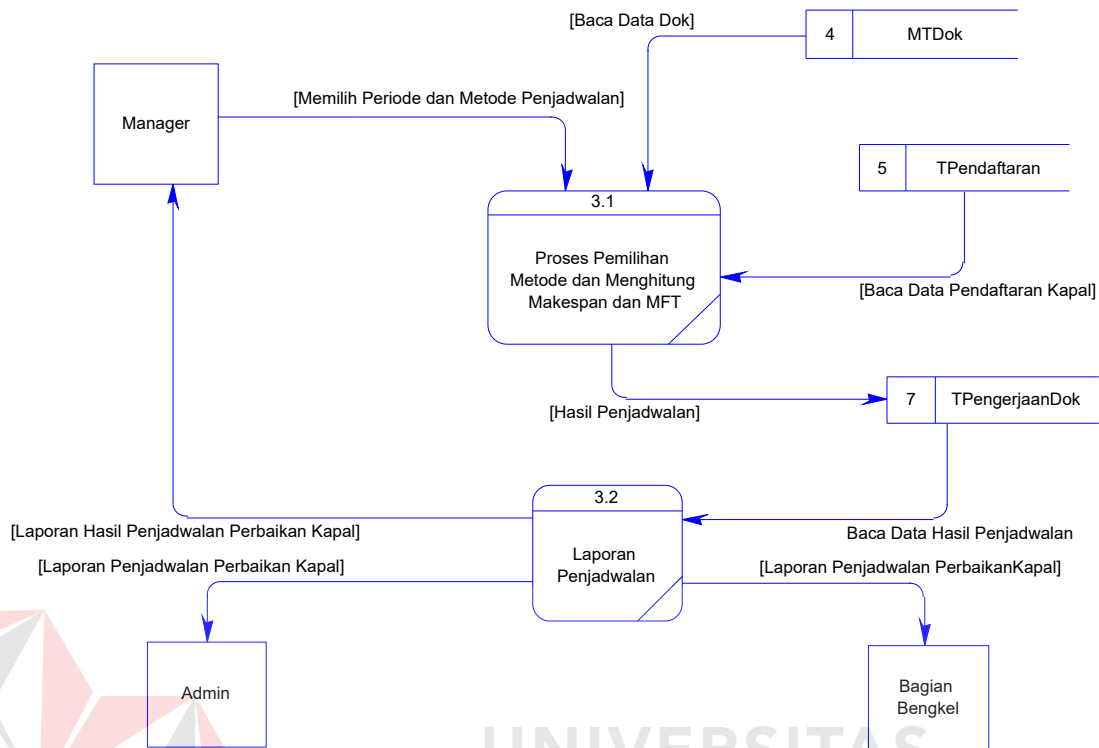 [Baca Data Dok]
4 MTDok
[Memilih Periode dan Metode Penjadwalan]
Manager
5 TPendaftaran
3.1
Proses Pemilihan
Metode dan Menghitung
Makespan dan MFT
[Baca Data Pendaftaran Kapal]
7 TPengerjaanDok
[Hasil Penjadwalan]
3.2
[Laporan Hasil Penjadwalan Perbaikan Kapal]
Baca Data Hasil Penjadwalan
Laporan
Penjadwalan
[Laporan Penjadwalan Perbaikan Kapal]
[Laporan Penjadwalan PerbaikanKapal]
Admin
Bagian
Bengkel
UNIVERSITAS